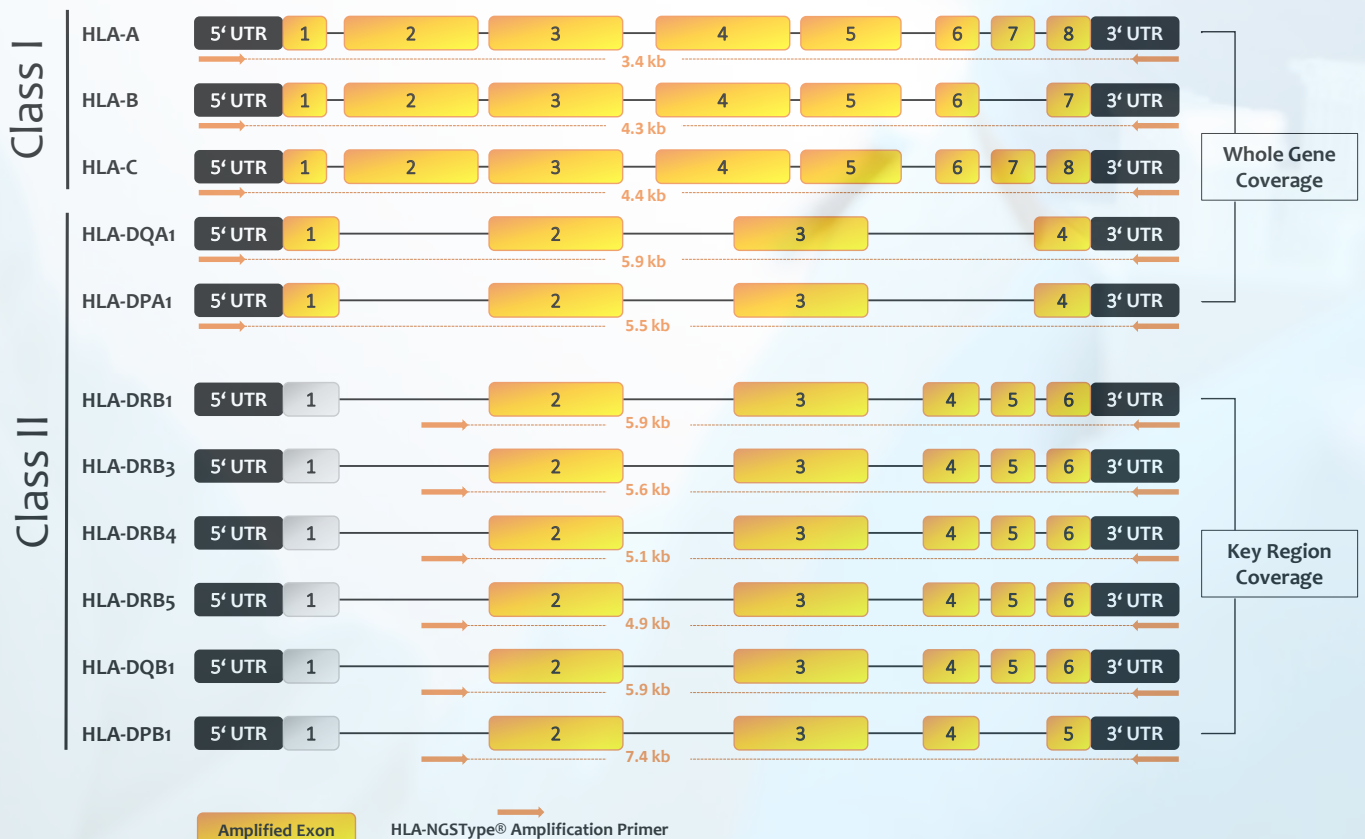 Class I
HLA-A 5‘ UTR 1 2 3 4 5 6 7 8 3‘ UTR
3.4 kb
HLA-B 5‘ UTR 1 2 3 4 5 6 7 3‘ UTR
4.3 kb
HLA-C 5‘ UTR 1 2 3 4 5 6 7 8 3‘ UTR
4.4 kb
Whole Gene
Coverage
Class II
HLA-DQA1 5‘ UTR 1 2 3 4 3‘ UTR
5.9 kb
HLA-DPA1 5‘ UTR 1 2 3 4 3‘ UTR
5.5 kb
HLA-DRB1 5‘ UTR 1 2 3 4 5 6 3‘ UTR
5.9 kb
HLA-DRB3 5‘ UTR 1 2 3 4 5 6 3‘ UTR
5.6 kb
HLA-DRB4 5‘ UTR 1 2 3 4 5 6 3‘ UTR
5.1 kb
HLA-DRB5 5‘ UTR 1 2 3 4 5 6 3‘ UTR
4.9 kb
HLA-DQB1 5‘ UTR 1 2 3 4 5 6 3‘ UTR
5.9 kb
HLA-DPB1 5‘ UTR 1 2 3 4 5 3‘ UTR
7.4 kb
Key Region
Coverage
Amplified Exon
HLA-NGSType® Amplification Primer